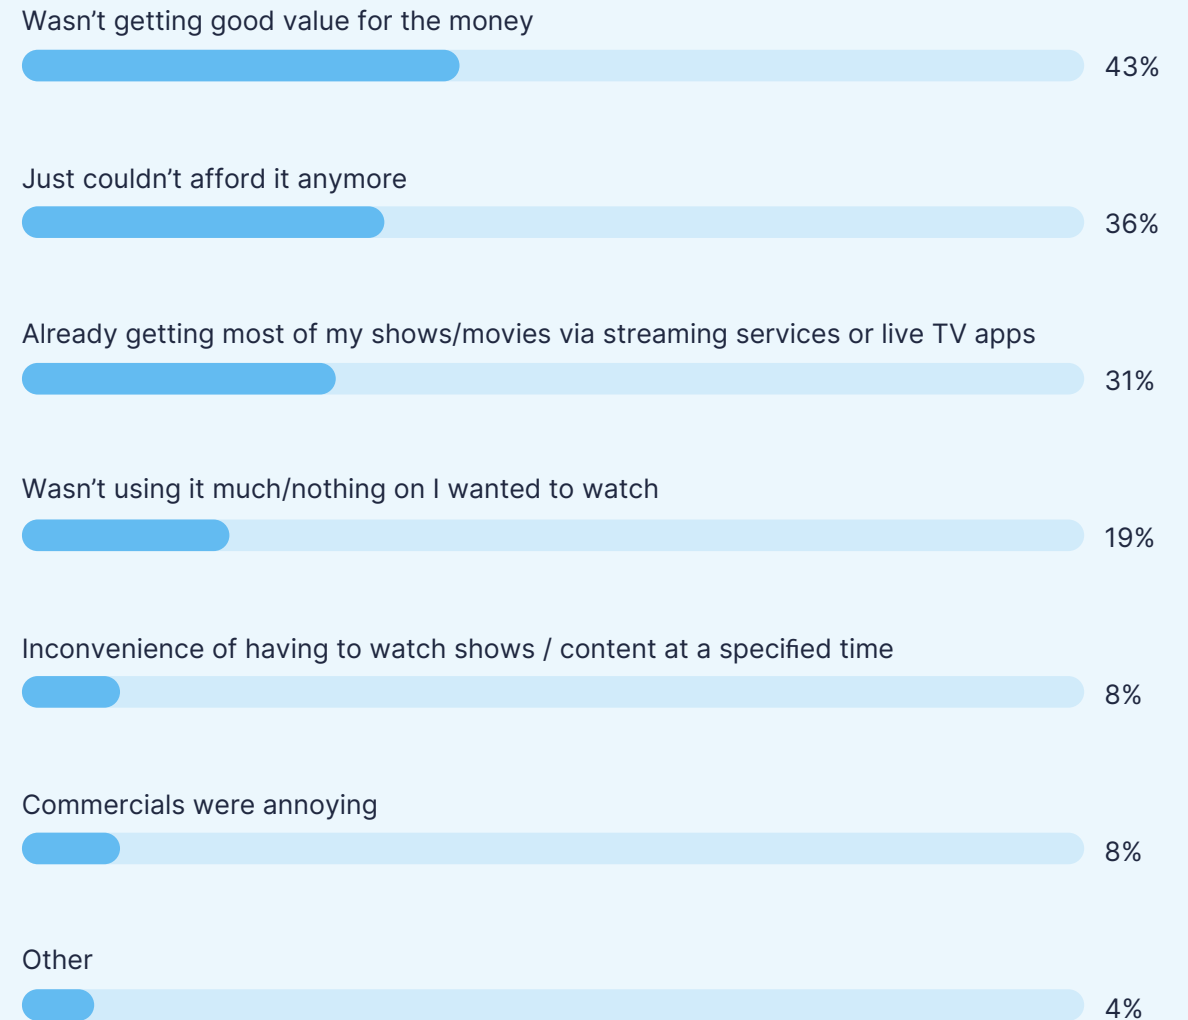 Wasn’t getting good value for the money
43%
Just couldn’t afford it anymore
36%
Already getting most of my shows/movies via streaming services or live TV apps
31%
Wasn’t using it much/nothing on I wanted to watch
19%
Inconvenience of having to watch shows / content at a specified time
8%
Commercials were annoying
8%
Other
4%